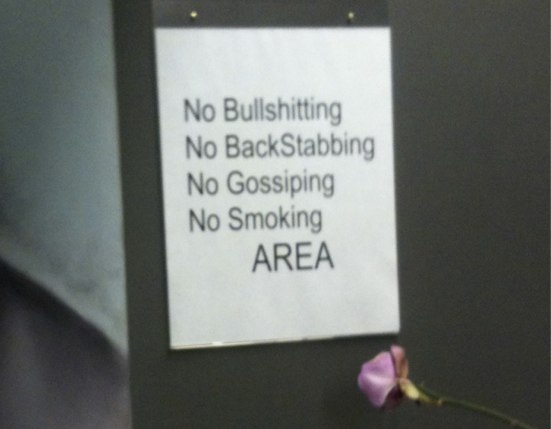 No Bullshitting
No BackStabbing
No Gossiping
No Smoking
AREA